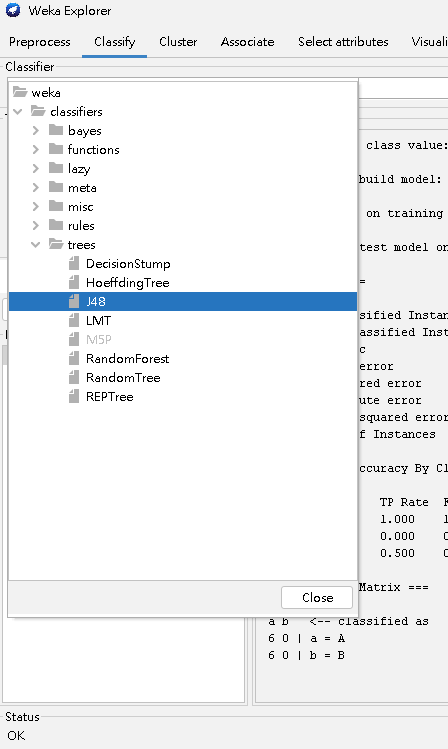 Weka Explorer
Preprocess Classify Cluster Associate Select attributes Visuali
Classifier
weka
classifiers
bayes
class value:
functions
lazy
build model:
meta
misc
on training
rules
trees
test model on
DecisionStump
HoeffdingTree
=
J48
sified Instan
LMT
assified Inst
M5P
c
RandomForest
error
RandomTree
red error
REPTree
ute error
squared error
f Instances
ccuracy By Cl
TP Rate F
1.000 1
0.000 0
0.500 0
Close
Matrix ===
a b <-- classified as
6 0 | a = A
6 0 | b = B
Status
OK